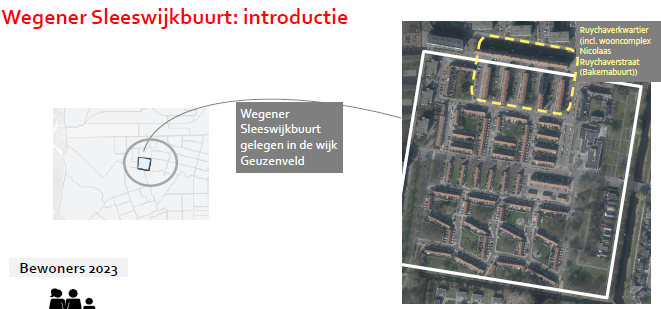 Wegener Sleeswijkbuurt: introductie
Ruychaverkwartier
(incl. wooncomplex
Nicolaas
Ruychaverstraat
(Bakemabuurt))
Wegener
Sleeswijkbuurt
gelegen in de wijk
Geuzenveld
Bewoners 2023